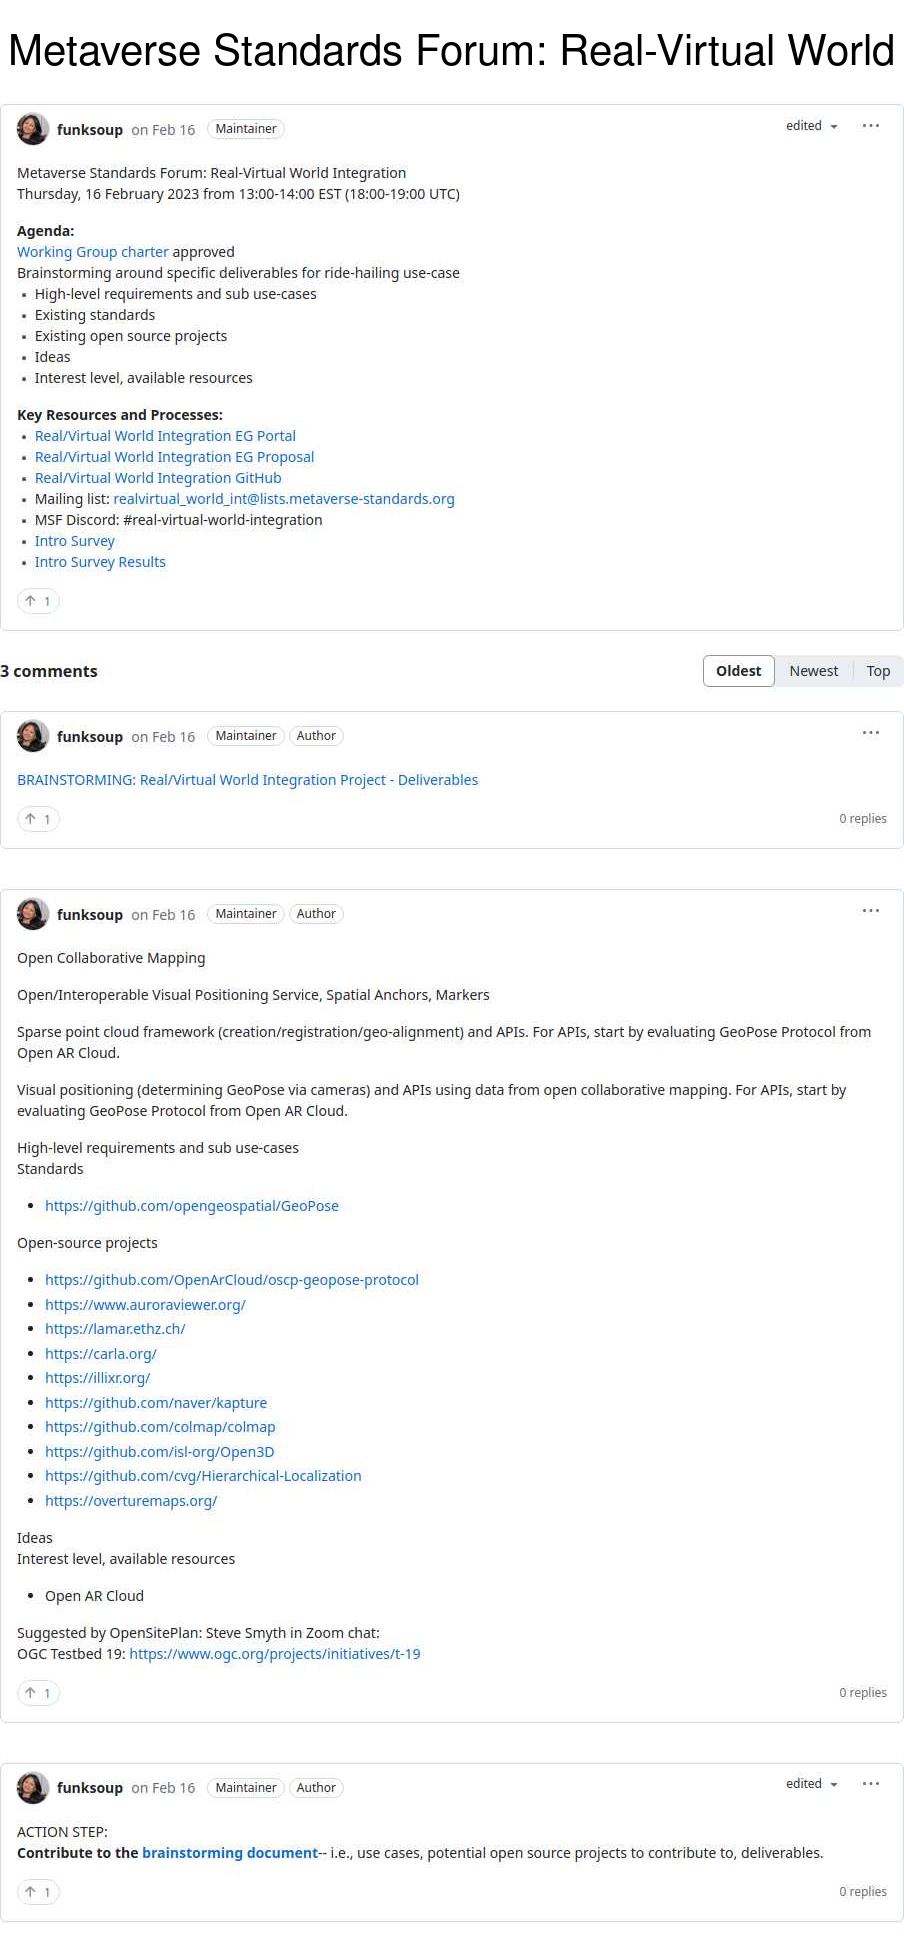 Metaverse Standards Forum: Real-Virtual World
funksoup on Feb 16 Maintainer edited
Metaverse Standards Forum: Real-Virtual World Integration
Thursday, 16 February 2023 from 13:00-14:00 EST (18:00-19:00 UTC)
Agenda:
Working Group charter approved
Brainstorming around specific deliverables for ride-hailing use-case
High-level requirements and sub use-cases
Existing standards
Existing open source projects
Ideas
Interest level, available resources
Key Resources and Processes:
Real/Virtual World Integration EG Portal
Real/Virtual World Integration EG Proposal
Real/Virtual World Integration GitHub
Mailing list: realvirtual_world_int@lists.metaverse-standards.org
MSF Discord: #real-virtual-world-integration
Intro Survey
Intro Survey Results
1
3 comments Oldest Newest Top
funksoup on Feb 16 Maintainer Author
BRAINSTORMING: Real/Virtual World Integration Project - Deliverables
1 0 replies
funksoup on Feb 16 Maintainer Author
Open Collaborative Mapping
Open/Interoperable Visual Positioning Service, Spatial Anchors, Markers
Sparse point cloud framework (creation/registration/geo-alignment) and APIs. For APIs, start by evaluating GeoPose Protocol from
Open AR Cloud.
Visual positioning (determining GeoPose via cameras) and APIs using data from open collaborative mapping. For APIs, start by
evaluating GeoPose Protocol from Open AR Cloud.
High-level requirements and sub use-cases
Standards
https://github.com/opengeospatial/GeoPose
Open-source projects
https://github.com/OpenArCloud/oscp-geopose-protocol
https://www.auroraviewer.org/
https://lamar.ethz.ch/
https://carla.org/
https://illixr.org/
https://github.com/naver/kapture
https://github.com/colmap/colmap
https://github.com/isl-org/Open3D
https://github.com/cvg/Hierarchical-Localization
https://overturemaps.org/
Ideas
Interest level, available resources
Open AR Cloud
Suggested by OpenSitePlan: Steve Smyth in Zoom chat:
OGC Testbed 19: https://www.ogc.org/projects/initiatives/t-19
1 0 replies
funksoup on Feb 16 Maintainer Author edited
ACTION STEP:
Contribute to the brainstorming document-- i.e., use cases, potential open source projects to contribute to, deliverables.
1 0 replies